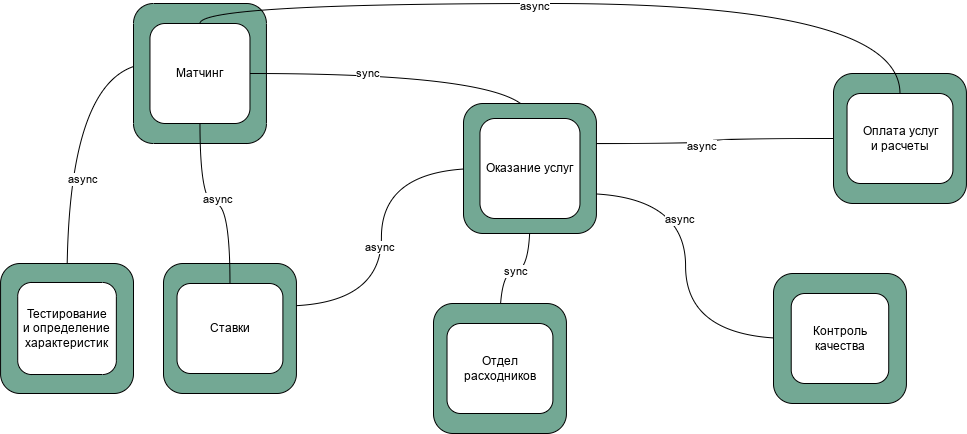 async
Матчинг
sync
Оплата услуг
и расчеты
async
Оказание услуг
async
async
async
async
sync
Тестирование
и определение
характеристик
Ставки
Контроль
качества
Отдел
расходников